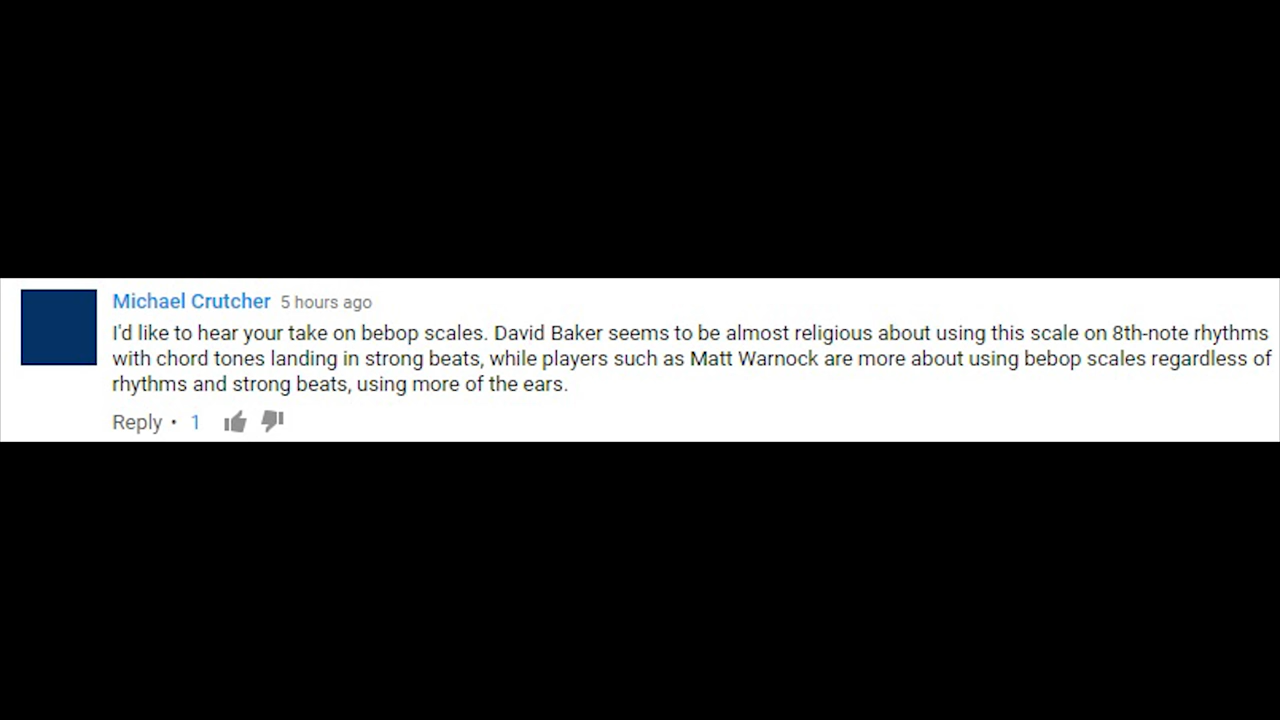 Michael Crutcher 5 hours ago
I'd like to hear your take on bebop scales. David Baker seems to be almost religious about using this scale on 8th-note rhythms
with chord tones landing in strong beats, while players such as Matt Warnock are more about using bebop scales regardless of
rhythms and strong beats, using more of the ears.
Reply • 1